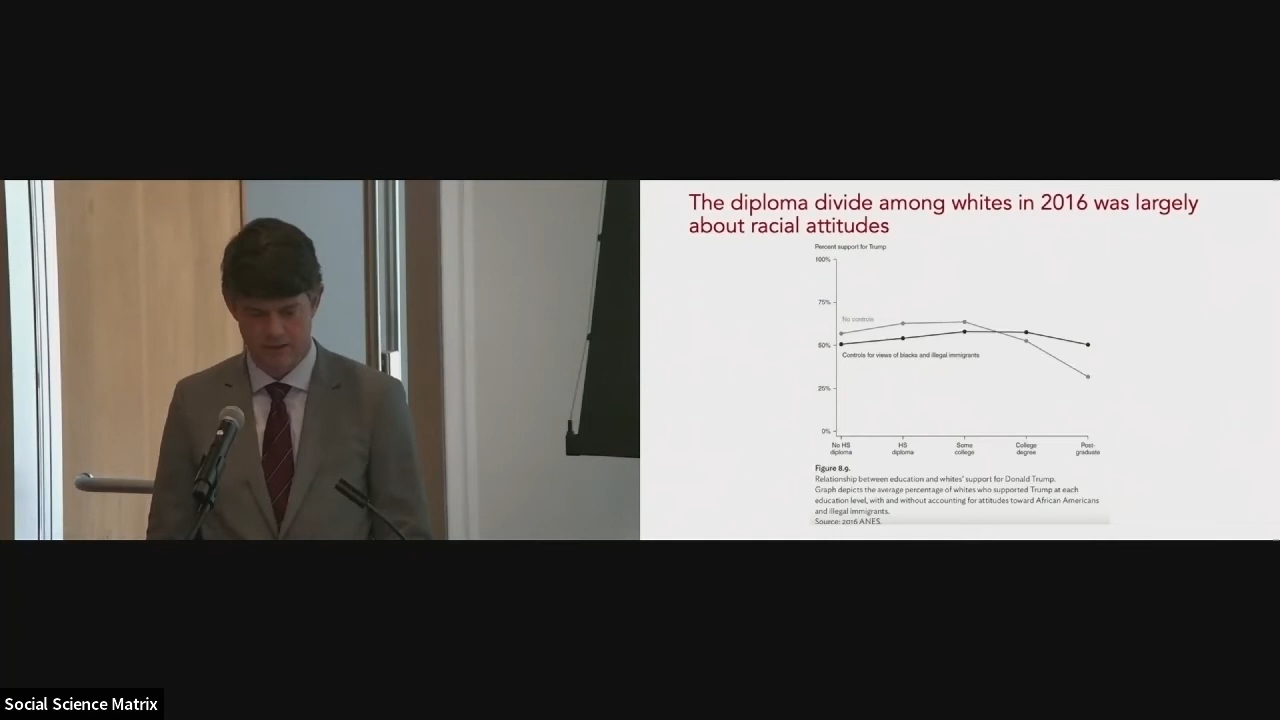 The diploma divide among whites in 2016 was largely
about racial attitudes
Percent support for Trump
100%
75%
No controls
50%
Controls for views of blacks and illegal immigrants
25%
0%
No HS
diploma
HS
diploma
Some
college
College
degree
Post-
graduate
Figure 8.9.
Relationship between education and whites' support for Donald Trump.
Graph depicts the average percentage of whites who supported Trump at each
education level, with and without accounting for attitudes toward African Americans
and illegal immigrants.
Source: 2016 ANES.
Social Science Matrix